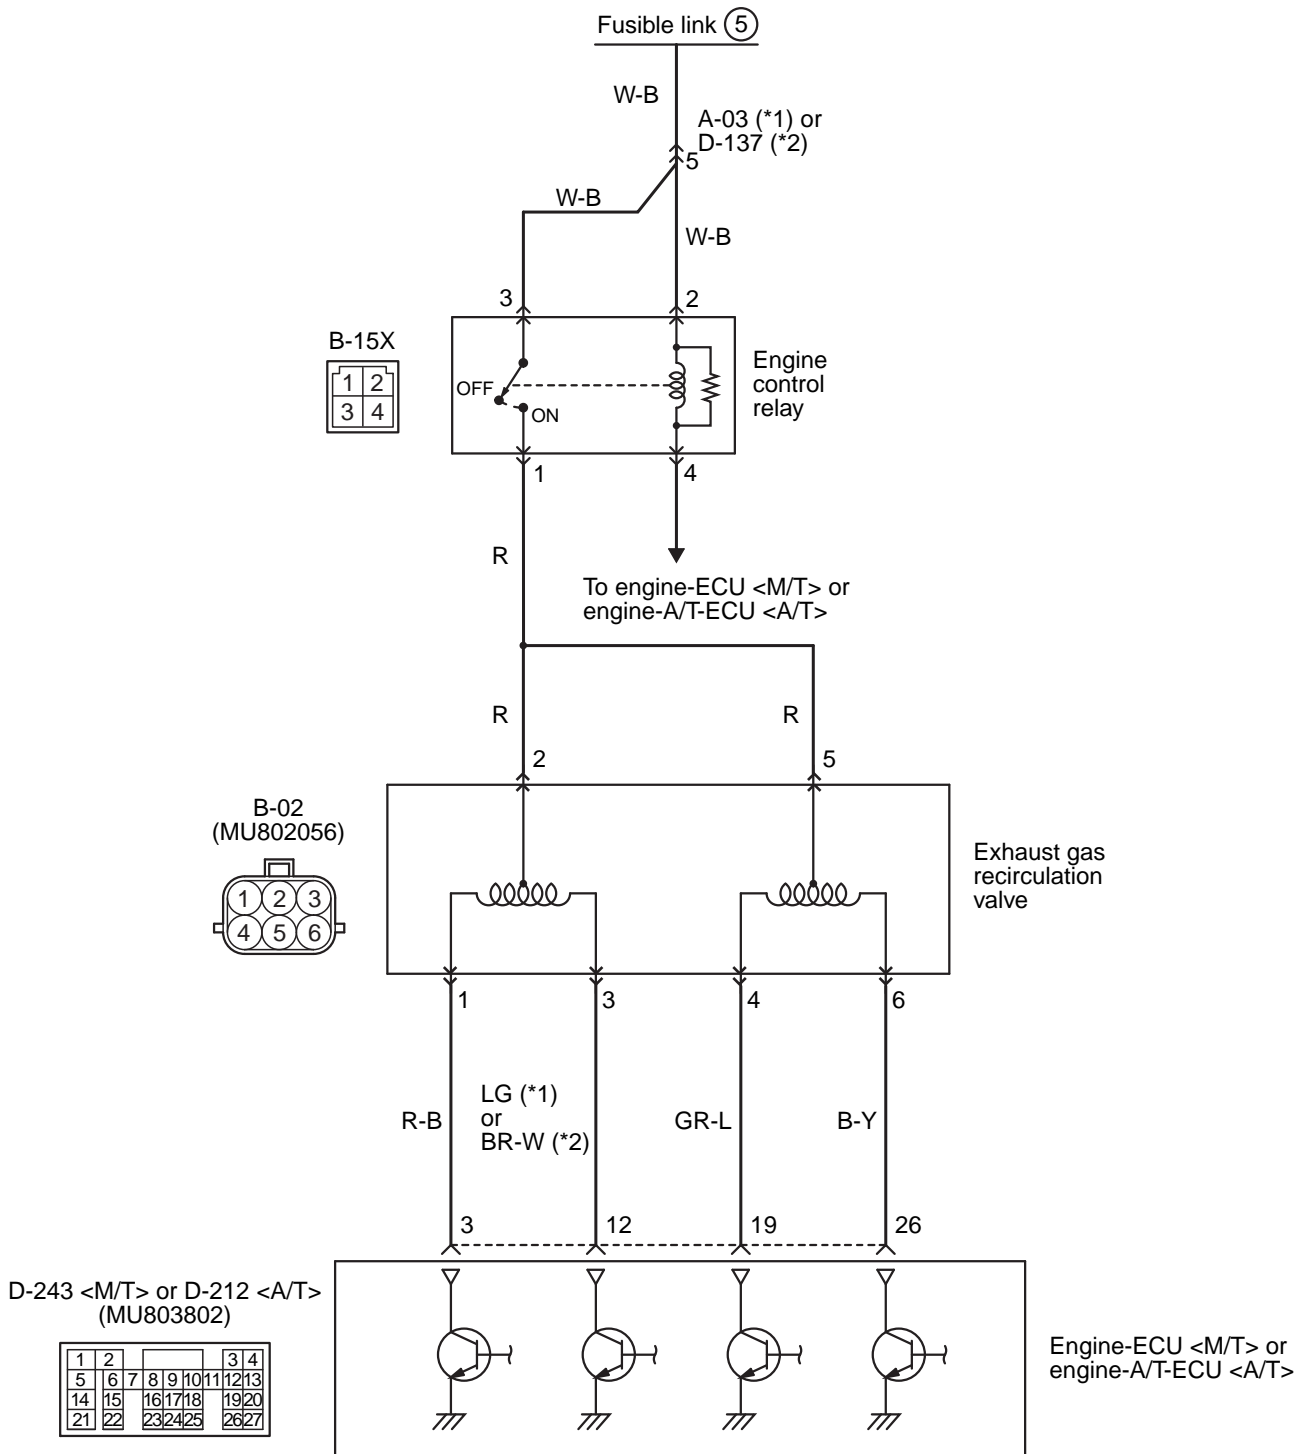 Fusible link 5
W-B
A-03 (*1) or
D-137 (*2)
5
W-B
W-B
3
2
B-15X
1 2
3 4
OFF
ON
Engine
control
relay
1
4
R
To engine-ECU <M/T> or
engine-A/T-ECU <A/T>
R
R
2
5
B-02
(MU802056)
1 2 3
4 5 6
Exhaust gas
recirculation
valve
1
3
4
6
R-B
LG (*1)
or
BR-W (*2)
GR-L
B-Y
3
12
19
26
D-243 <M/T> or D-212 <A/T>
(MU803802)
1 2 3 4
5 6 7 8 9 10 11 12 13
14 15 16 17 18 19 20
21 22 23 24 25 26 27
Engine-ECU <M/T> or
engine-A/T-ECU <A/T>